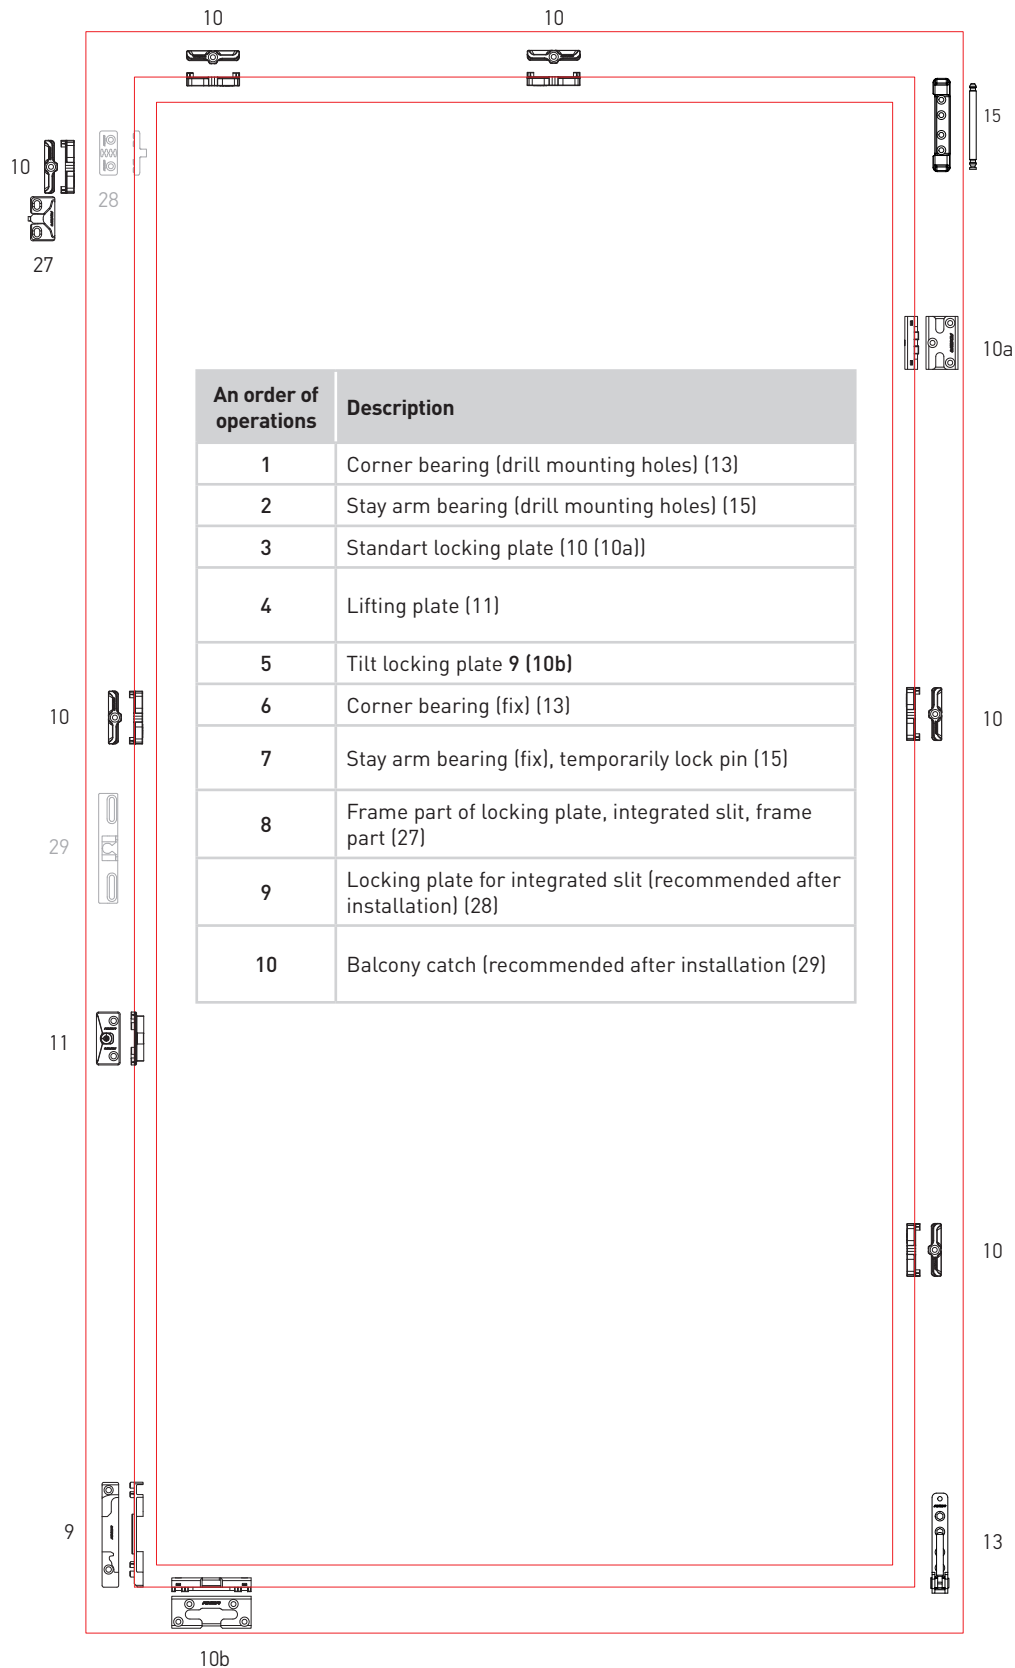 10
10
15
10
28
27
10a
An order of
operations
Description
1
Corner bearing (drill mounting holes) (13)
2
Stay arm bearing (drill mounting holes) (15)
3
Standart locking plate (10 (10a))
4
Lifting plate (11)
5
Tilt locking plate 9 (10b)
6
Corner bearing (fix) (13)
7
Stay arm bearing (fix), temporarily lock pin (15)
8
Frame part of locking plate, integrated slit, frame
part (27)
9
Locking plate for integrated slit (recommended after
installation) (28)
10
Balcony catch (recommended after installation (29)
10
10
29
11
10
9
13
10b